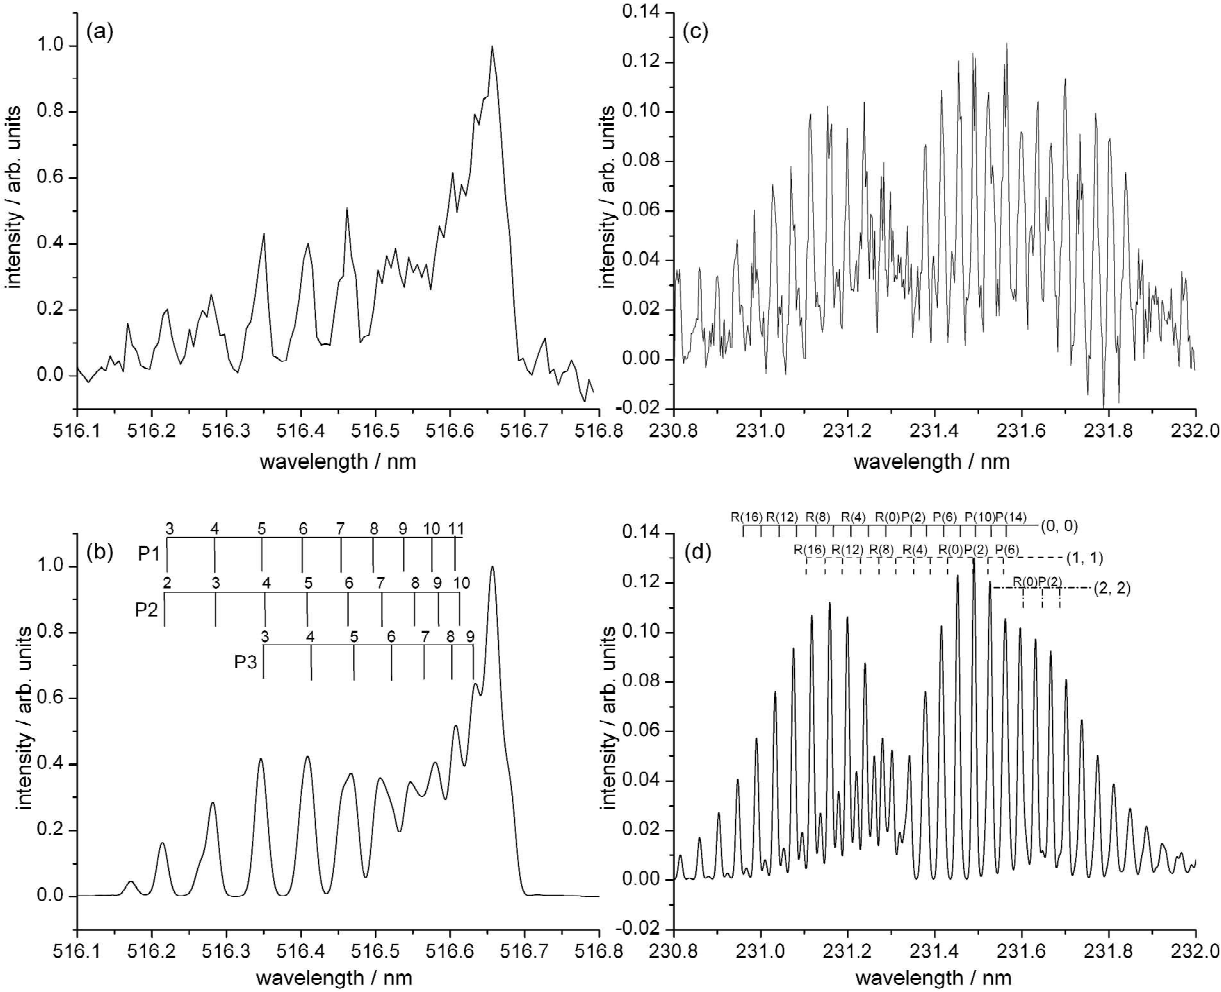 (a)
1.0
0.8
0.6
0.4
0.2
0.0
intensity / arb. units
516.1 516.2 516.3 516.4 516.5 516.6 516.7 516.8
wavelength / nm
(c)
0.14
0.12
0.10
0.08
0.06
0.04
0.02
0.00
-0.02
intensity / arb. units
230.8 231.0 231.2 231.4 231.6 231.8 232.0
wavelength / nm
(b)
3 4 5 6 7 8 9 10 11
P1
2 3 4 5 6 7 8 9 10
P2
3 4 5 6 7 8 9
P3
1.0
0.8
0.6
0.4
0.2
0.0
intensity / arb. units
516.1 516.2 516.3 516.4 516.5 516.6 516.7 516.8
wavelength / nm
(d)
R(16) R(12) R(8) R(4) R(0) P(2) P(6) P(10) P(14)
(0, 0)
R(16) R(12) R(8) R(4) R(0) P(2) P(6)
(1, 1)
R(0) P(2)
(2, 2)
0.14
0.12
0.10
0.08
0.06
0.04
0.02
0.00
-0.02
intensity / arb. units
230.8 231.0 231.2 231.4 231.6 231.8 232.0
wavelength / nm